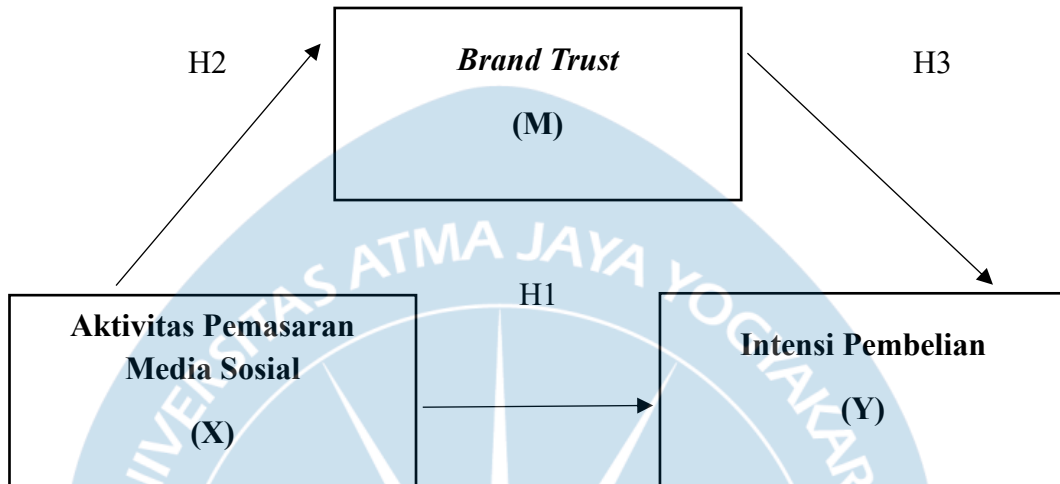 H2
Brand Trust
(M)
H3
H1
Aktivitas Pemasaran
Media Sosial
(X)
Intensi Pembelian
(Y)
ATMA JAYA